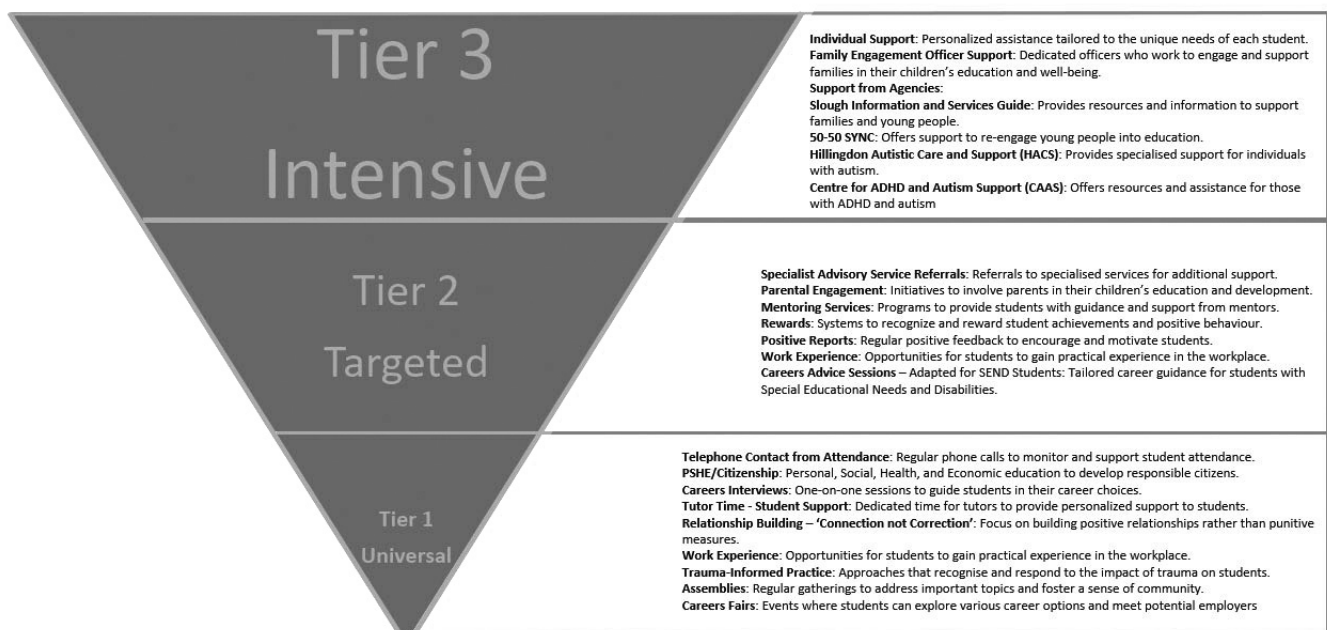 Tier 3
Intensive
Individual Support: Personalized assistance tailored to the unique needs of each student.
Family Engagement Officer Support: Dedicated officers who work to engage and support
families in their children’s education and well-being.
Support from Agencies:
Slough Information and Services Guide: Provides resources and information to support
families and young people.
50-50 SYNC: Offers support to re-engage young people into education.
Hillingdon Autistic Care and Support (HACS): Provides specialised support for individuals
with autism.
Centre for ADHD and Autism Support (CAAS): Offers resources and assistance for those
with ADHD and autism
Tier 2
Targeted
Specialist Advisory Service Referrals: Referrals to specialised services for additional support.
Parental Engagement: Initiatives to involve parents in their children’s education and development.
Mentoring Services: Programs to provide students with guidance and support from mentors.
Rewards: Systems to recognize and reward student achievements and positive behaviour.
Positive Reports: Regular positive feedback to encourage and motivate students.
Work Experience: Opportunities for students to gain practical experience in the workplace.
Careers Advice Sessions – Adapted for SEND Students: Tailored career guidance for students with
Special Educational Needs and Disabilities.
Tier 1
Universal
Telephone Contact from Attendance: Regular phone calls to monitor and support student attendance.
PSHE/Citizenship: Personal, Social, Health, and Economic education to develop responsible citizens.
Careers Interviews: One-on-one sessions to guide students in their career choices.
Tutor Time - Student Support: Dedicated time for tutors to provide personalized support to students.
Relationship Building – ‘Connection not Correction’: Focus on building positive relationships rather than punitive
measures.
Work Experience: Opportunities for students to gain practical experience in the workplace.
Trauma-Informed Practice: Approaches that recognise and respond to the impact of trauma on students.
Assemblies: Regular gatherings to address important topics and foster a sense of community.
Careers Fairs: Events where students can explore various career options and meet potential employers